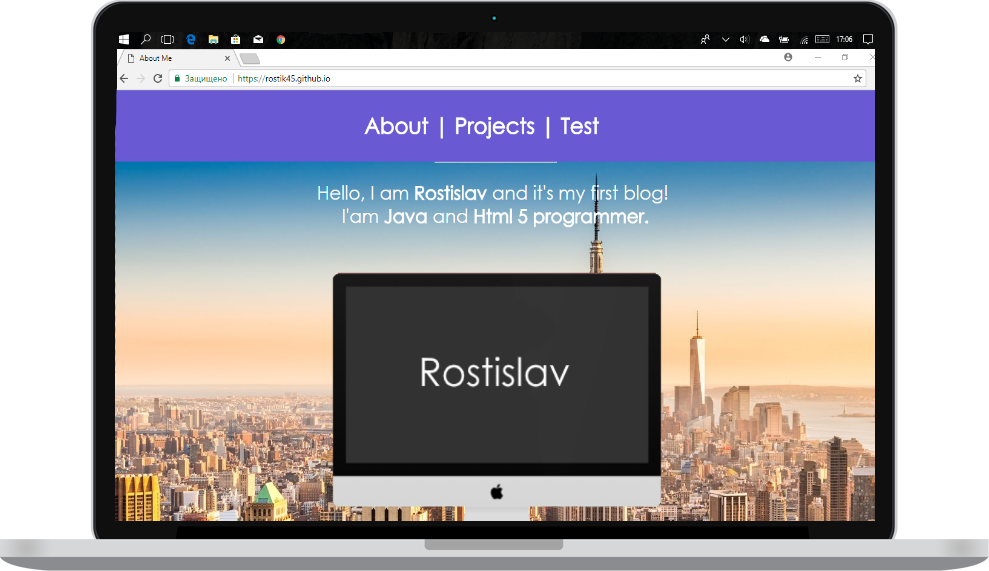 17:06
About Me
Защищено
https://rostik45.github.io
About | Projects | Test
Hello, I am Rostislav and it's my first blog!
I'am Java and Html 5 programmer.
Rostislav